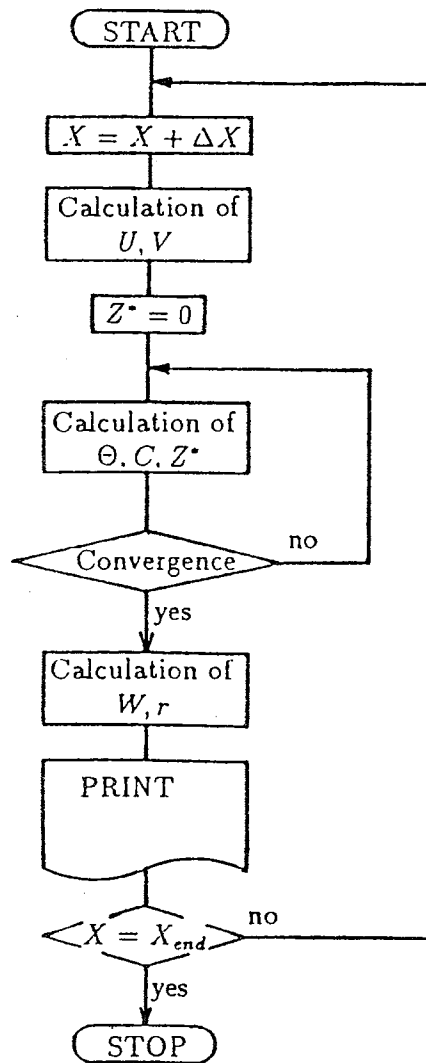 START
X = X + ΔX
Calculation of
U, V
Z* = 0
Calculation of
Θ, C, Z*
Convergence
no
yes
Calculation of
W, r
PRINT
X = X_end
no
yes
STOP